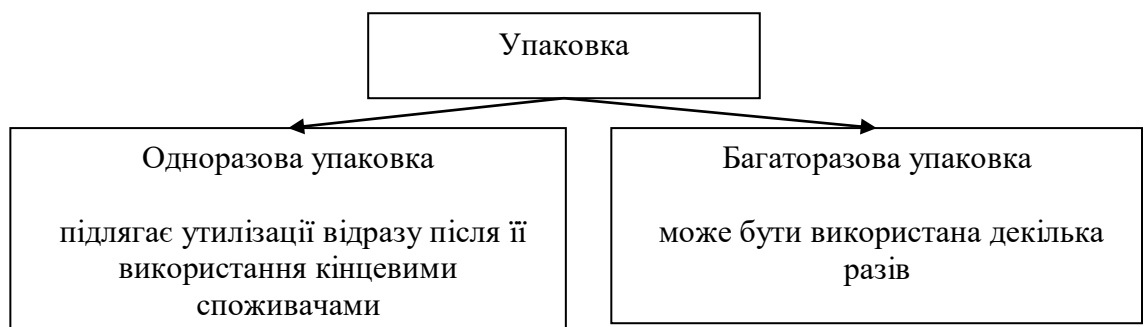 Упаковка
Одноразова упаковка
підлягає утилізації відразу після її
використання кінцевими
споживачами
Багаторазова упаковка
може бути використана декілька
разів